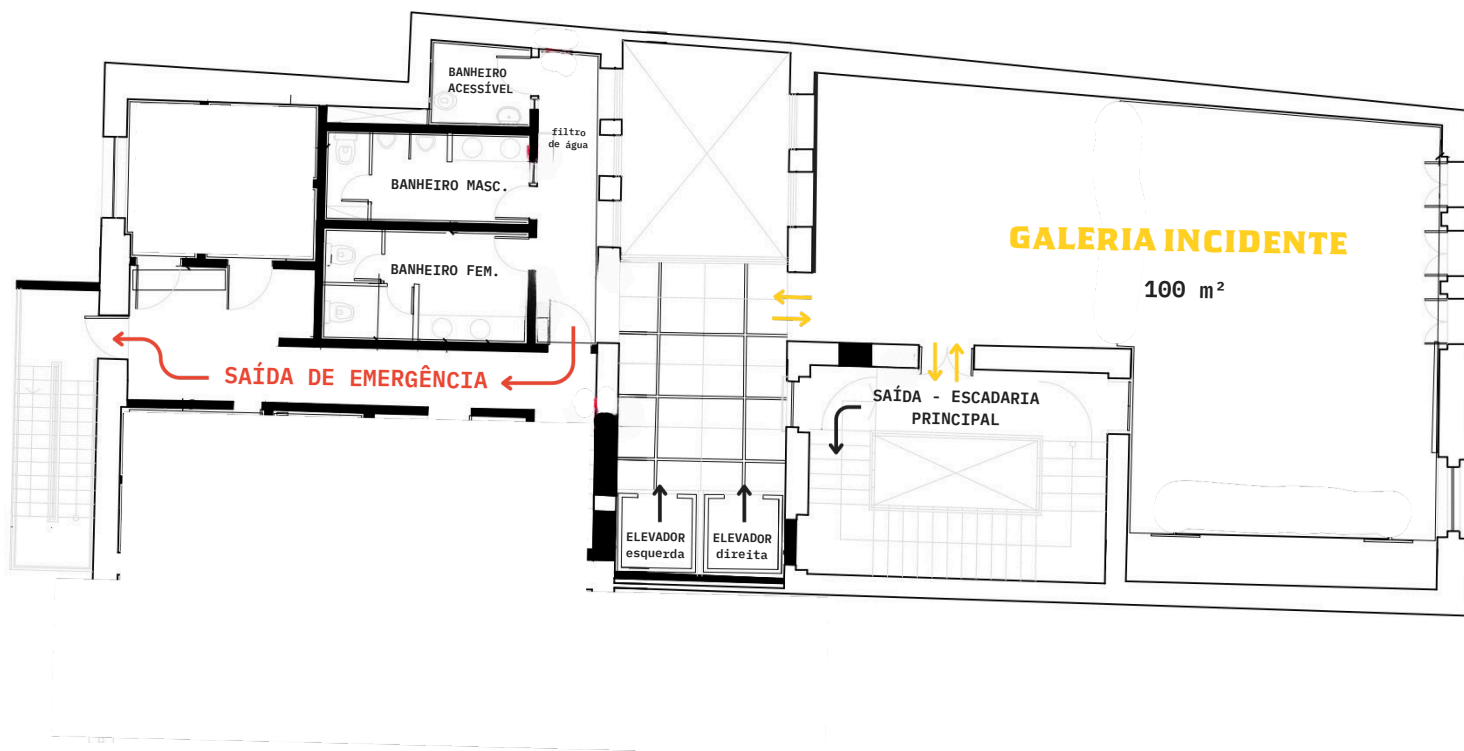 BANHEIRO
ACESSÍVEL
filtro
de água
BANHEIRO MASC.
BANHEIRO FEM.
GALERIA INCIDENTE
100 m²
SAÍDA DE EMERGÊNCIA
SAÍDA - ESCADARIA
PRINCIPAL
ELEVADOR
esquerda
ELEVADOR
direita